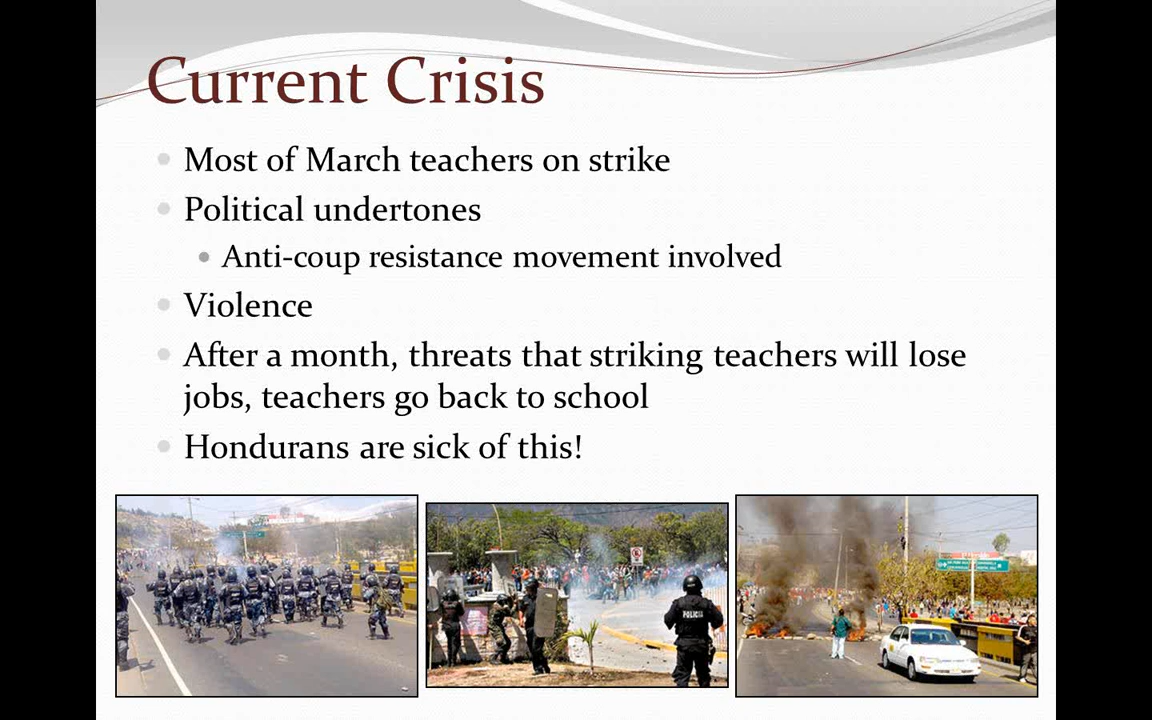 Current Crisis
Most of March teachers on strike
Political undertones
Anti-coup resistance movement involved
Violence
After a month, threats that striking teachers will lose
jobs, teachers go back to school
Hondurans are sick of this!